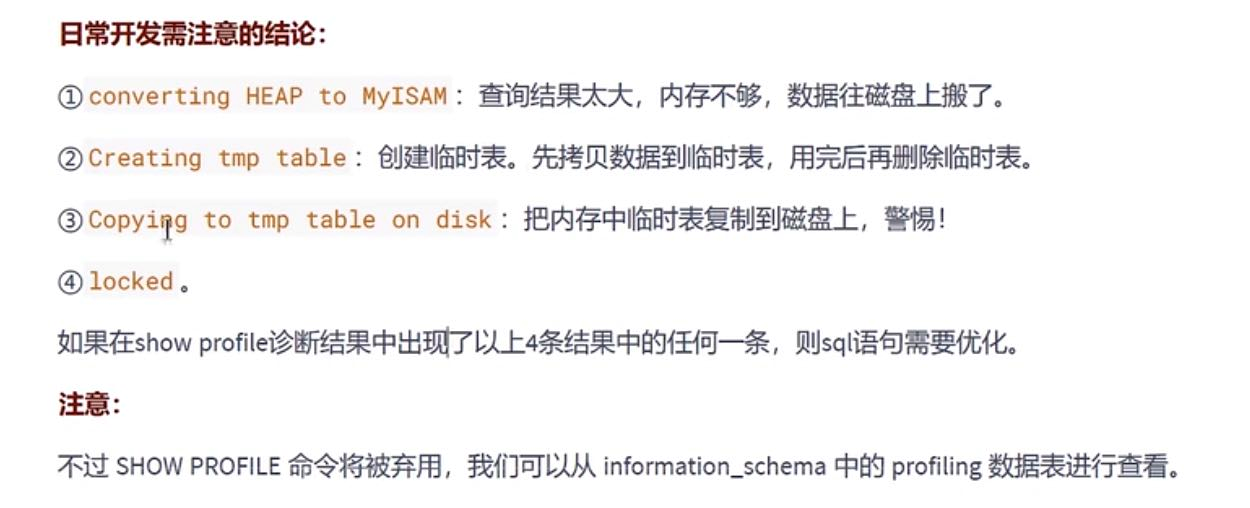 日常开发需注意的结论：
① converting HEAP to MyISAM：查询结果太大，内存不够，数据往磁盘上搬了。
② Creating tmp table：创建临时表。先拷贝数据到临时表，用完后再删除临时表。
③ Copying to tmp table on disk：把内存中临时表复制到磁盘上，警惕！
④ locked。
如果在show profile诊断结果中出现了以上4条结果中的任何一条，则sql语句需要优化。
注意：
不过 SHOW PROFILE 命令将被弃用，我们可以从 information_schema 中的 profiling 数据表进行查看。